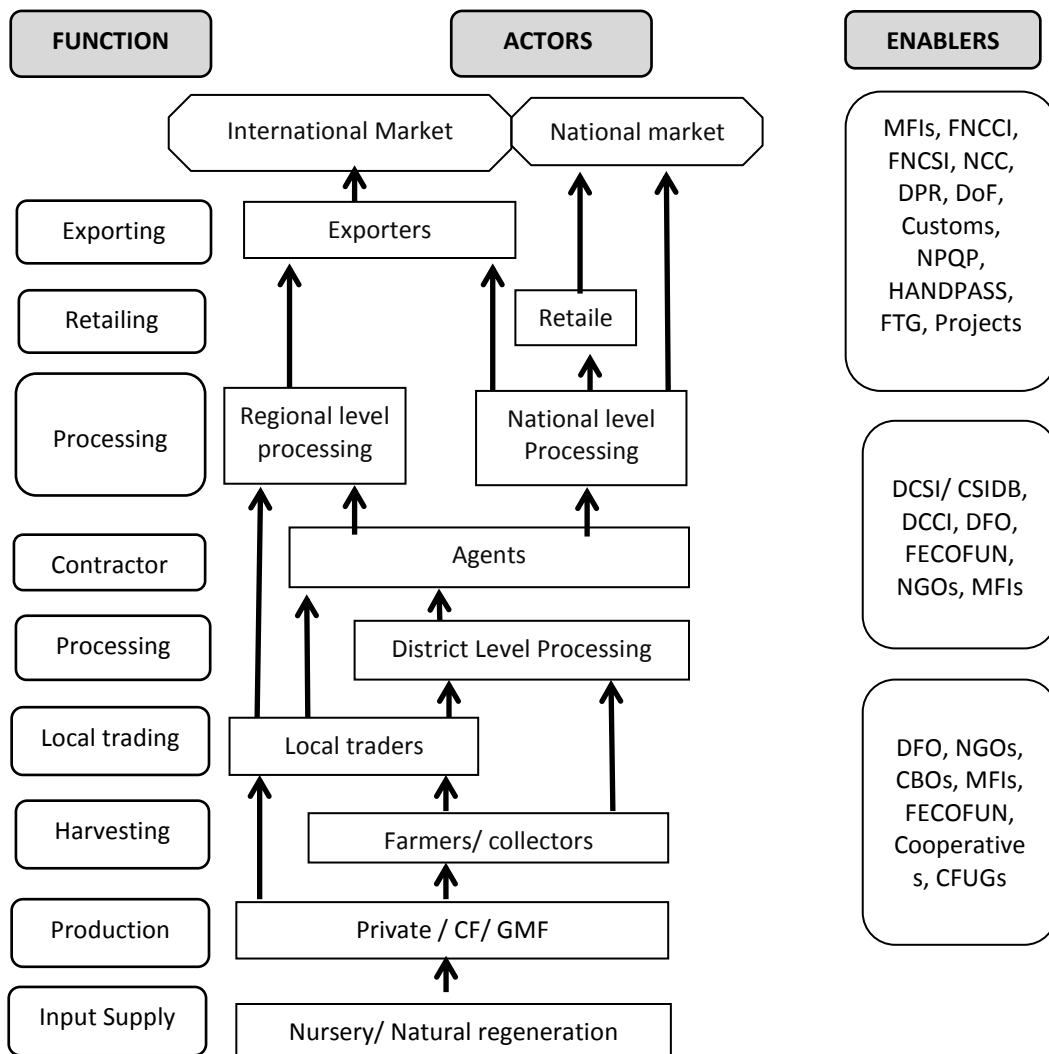 FUNCTION
ACTORS
ENABLERS
International Market
National market
MFIs, FNCCI,
FNCSI, NCC,
DPR, DoF,
Customs,
NPQP,
HANDPASS,
FTG, Projects
Exporting
Exporters
Retailing
Retaile
Processing
Regional level
processing
National level
Processing
DCSI/ CSIDB,
DCCI, DFO,
FECOFUN,
NGOs, MFIs
Contractor
Agents
Processing
District Level Processing
Local trading
Local traders
DFO, NGOs,
CBOs, MFIs,
FECOFUN,
Cooperative
s, CFUGs
Harvesting
Farmers/ collectors
Production
Private / CF/ GMF
Input Supply
Nursery/ Natural regeneration